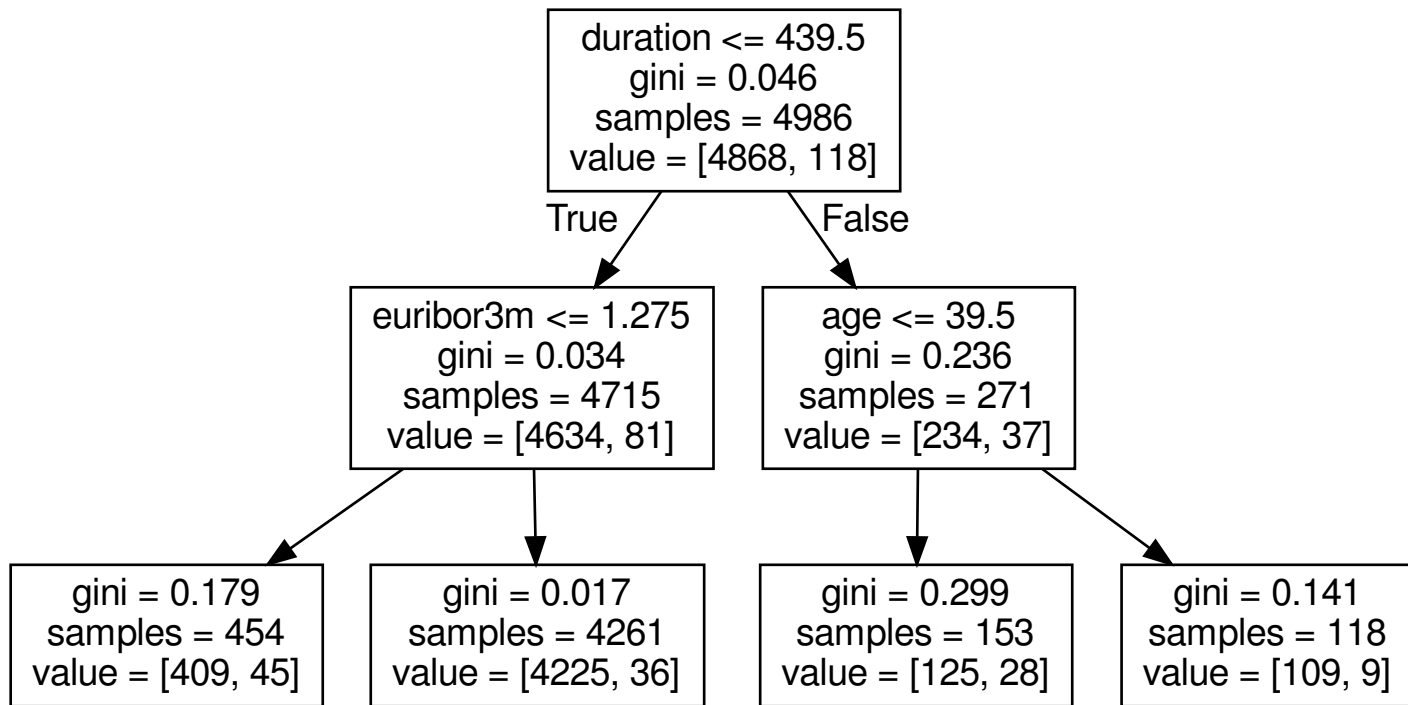 duration <= 439.5
gini = 0.046
samples = 4986
value = [4868, 118]
True
False
euribor3m <= 1.275
gini = 0.034
samples = 4715
value = [4634, 81]
age <= 39.5
gini = 0.236
samples = 271
value = [234, 37]
gini = 0.179
samples = 454
value = [409, 45]
gini = 0.017
samples = 4261
value = [4225, 36]
gini = 0.299
samples = 153
value = [125, 28]
gini = 0.141
samples = 118
value = [109, 9]